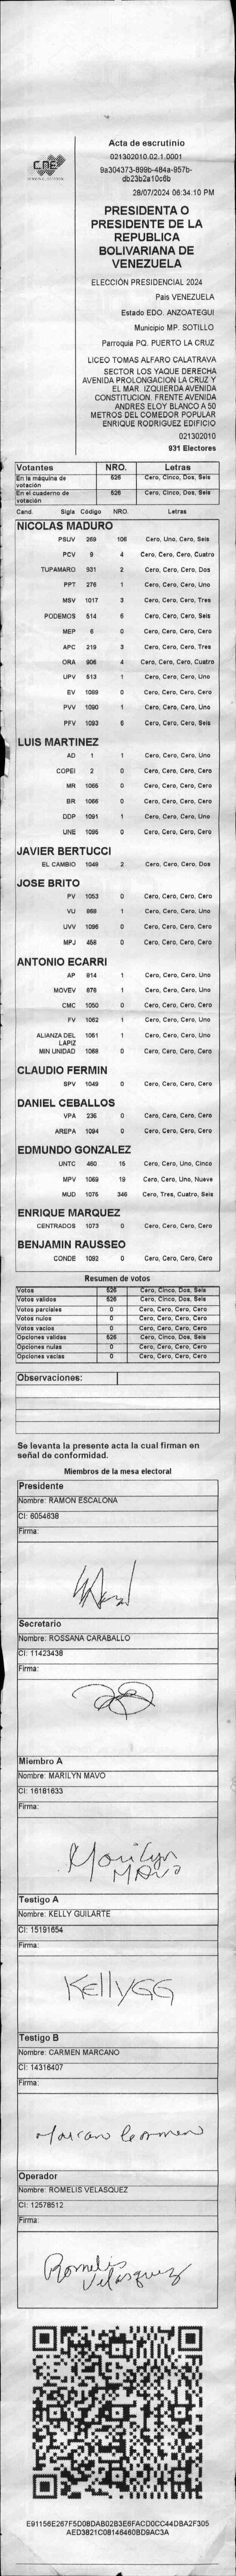 CNE
Acta de escrutinio
021302010.02.1.0001
9a304373-899b-484a-957b-
db23b2a10c6b
28/07/2024 06:34:10 PM
PRESIDENTA O
PRESIDENTE DE LA
REPUBLICA
BOLIVARIANA DE
VENEZUELA
ELECCIÓN PRESIDENCIAL 2024
Pais VENEZUELA
Estado EDO. ANZOATEGUI
Municipio MP. SOTILLO
Parroquia PQ. PUERTO LA CRUZ
LICEO TOMAS ALFARO CALATRAVA
SECTOR LOS YAQUE DERECHA
AVENIDA PROLONGACION LA CRUZ Y
EL MAR. IZQUIERDA AVENIDA
CONSTITUCION. FRENTE AVENIDA
ANDRES ELOY BLANCO A 50
METROS DEL COMEDOR POPULAR
ENRIQUE RODRIGUEZ EDIFICIO
021302010
931 Electores
Votantes NRO. Letras
En la máquina de votación 526 Cero, Cinco, Dos, Seis
En el cuaderno de votación 526 Cero, Cinco, Dos, Seis
Cand. Sigla Código NRO. Letras
NICOLAS MADURO
PSUV 269 106 Cero, Uno, Cero, Seis
PCV 9 4 Cero, Cero, Cero, Cuatro
TUPAMARO 931 2 Cero, Cero, Cero, Dos
PPT 276 1 Cero, Cero, Cero, Uno
MSV 1017 3 Cero, Cero, Cero, Tres
PODEMOS 514 6 Cero, Cero, Cero, Seis
MEP 6 0 Cero, Cero, Cero, Cero
APC 219 3 Cero, Cero, Cero, Tres
ORA 906 4 Cero, Cero, Cero, Cuatro
UPV 513 1 Cero, Cero, Cero, Uno
EV 1089 0 Cero, Cero, Cero, Cero
PVV 1090 1 Cero, Cero, Cero, Uno
PFV 1093 6 Cero, Cero, Cero, Seis
LUIS MARTINEZ
AD 1 1 Cero, Cero, Cero, Uno
COPEI 2 0 Cero, Cero, Cero, Cero
MR 1065 0 Cero, Cero, Cero, Cero
BR 1066 0 Cero, Cero, Cero, Cero
DDP 1091 1 Cero, Cero, Cero, Uno
UNE 1095 0 Cero, Cero, Cero, Cero
JAVIER BERTUCCI
EL CAMBIO 1048 2 Cero, Cero, Cero, Dos
JOSE BRITO
PV 1053 0 Cero, Cero, Cero, Cero
VU 868 1 Cero, Cero, Cero, Uno
UVV 1096 0 Cero, Cero, Cero, Cero
MPJ 458 0 Cero, Cero, Cero, Cero
ANTONIO ECARRI
AP 814 1 Cero, Cero, Cero, Uno
MOVEV 876 1 Cero, Cero, Cero, Uno
CMC 1050 0 Cero, Cero, Cero, Cero
FV 1062 1 Cero, Cero, Cero, Uno
ALIANZA DEL LAPIZ 1061 1 Cero, Cero, Cero, Uno
MIN UNIDAD 1068 0 Cero, Cero, Cero, Cero
CLAUDIO FERMIN
SPV 1049 0 Cero, Cero, Cero, Cero
DANIEL CEBALLOS
VPA 236 0 Cero, Cero, Cero, Cero
AREPA 1094 0 Cero, Cero, Cero, Cero
EDMUNDO GONZALEZ
UNTC 460 15 Cero, Cero, Uno, Cinco
MPV 1069 19 Cero, Cero, Uno, Nueve
MUD 1075 346 Cero, Tres, Cuatro, Seis
ENRIQUE MARQUEZ
CENTRADOS 1073 0 Cero, Cero, Cero, Cero
BENJAMIN RAUSSEO
CONDE 1092 0 Cero, Cero, Cero, Cero
Resumen de votos
Votos 526 Cero, Cinco, Dos, Seis
Votos validos 526 Cero, Cinco, Dos, Seis
Votos parciales 0 Cero, Cero, Cero, Cero
Votos nulos 0 Cero, Cero, Cero, Cero
Votos vacios 0 Cero, Cero, Cero, Cero
Opciones validas 526 Cero, Cinco, Dos, Seis
Opciones nulas 0 Cero, Cero, Cero, Cero
Opciones vacias 0 Cero, Cero, Cero, Cero
Observaciones:
Se levanta la presente acta la cual firman en
señal de conformidad.
Miembros de la mesa electoral
Presidente
Nombre: RAMON ESCALONA
CI: 6054638
Firma:
Secretario
Nombre: ROSSANA CARABALLO
CI: 11423438
Firma:
Miembro A
Nombre: MARILYN MAVO
CI: 16181633
Firma:
Marilyn
MAVO
Testigo A
Nombre: KELLY GUILARTE
CI: 15191654
Firma:
KellyGG
Testigo B
Nombre: CARMEN MARCANO
CI: 14316407
Firma:
Marcano Carmen
Operador
Nombre: ROMELIS VELASQUEZ
CI: 12578512
Firma:
Romelis
Velasquez
E91156E267F5D08DAB02B3E6FACD0CC44DBA2F305
AED3821C08146460BD9AC3A